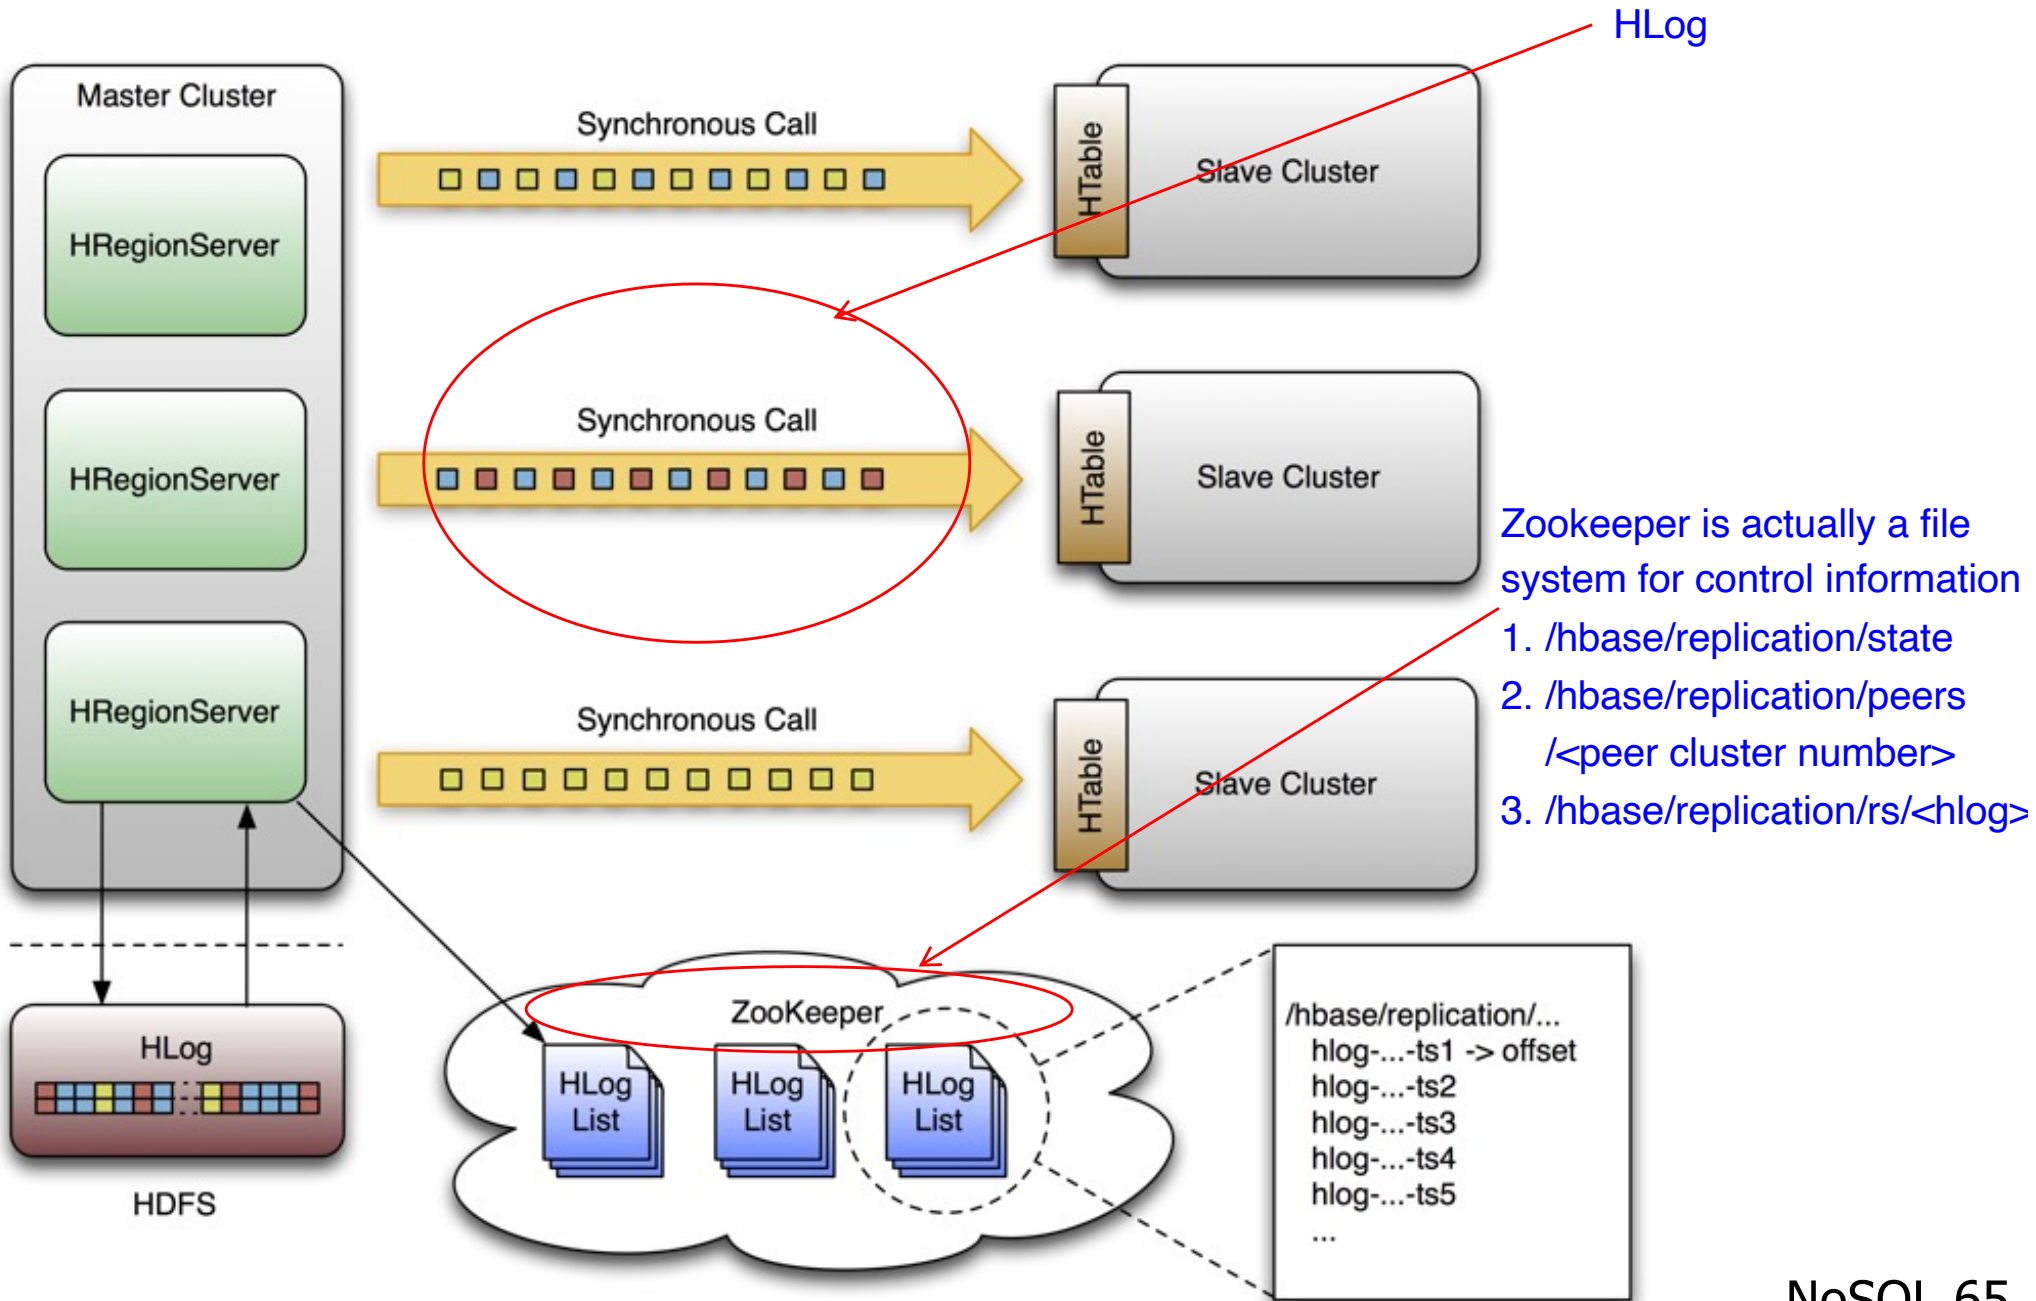 HLog
Master Cluster
HRegionServer
HRegionServer
HRegionServer
Synchronous Call
HTable
Slave Cluster
Synchronous Call
HTable
Slave Cluster
Synchronous Call
HTable
Slave Cluster
Zookeeper is actually a file
system for control information
1. /hbase/replication/state
2. /hbase/replication/peers
/<peer cluster number>
3. /hbase/replication/rs/<hlog>
HLog
HDFS
ZooKeeper
HLog
List
HLog
List
HLog
List
/hbase/replication/...
hlog-...-ts1 -> offset
hlog-...-ts2
hlog-...-ts3
hlog-...-ts4
hlog-...-ts5
...
NoSQL 65